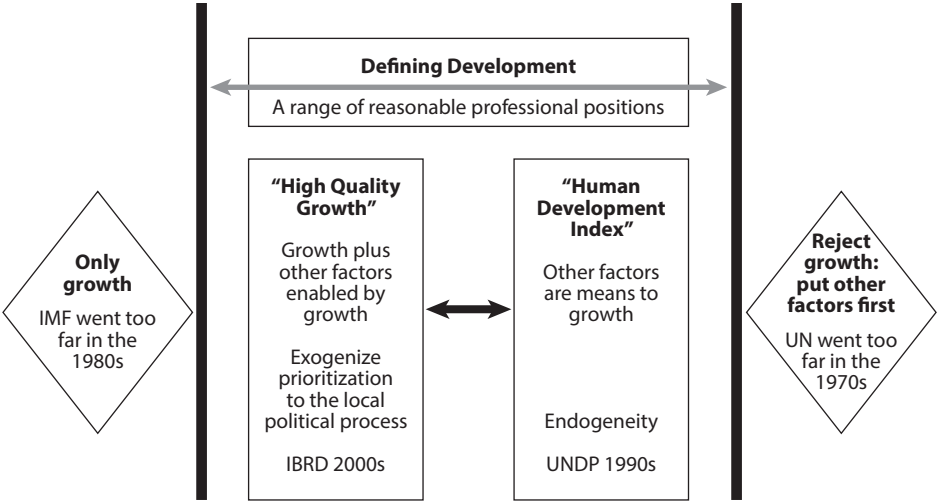 Defining Development
A range of reasonable professional positions
Only
growth
IMF went too
far in the
1980s
“High Quality
Growth”
Growth plus
other factors
enabled by
growth
Exogenize
prioritization
to the local
political process
IBRD 2000s
“Human
Development
Index”
Other factors
are means to
growth
Endogeneity
UNDP 1990s
Reject
growth:
put other
factors first
UN went too
far in the
1970s